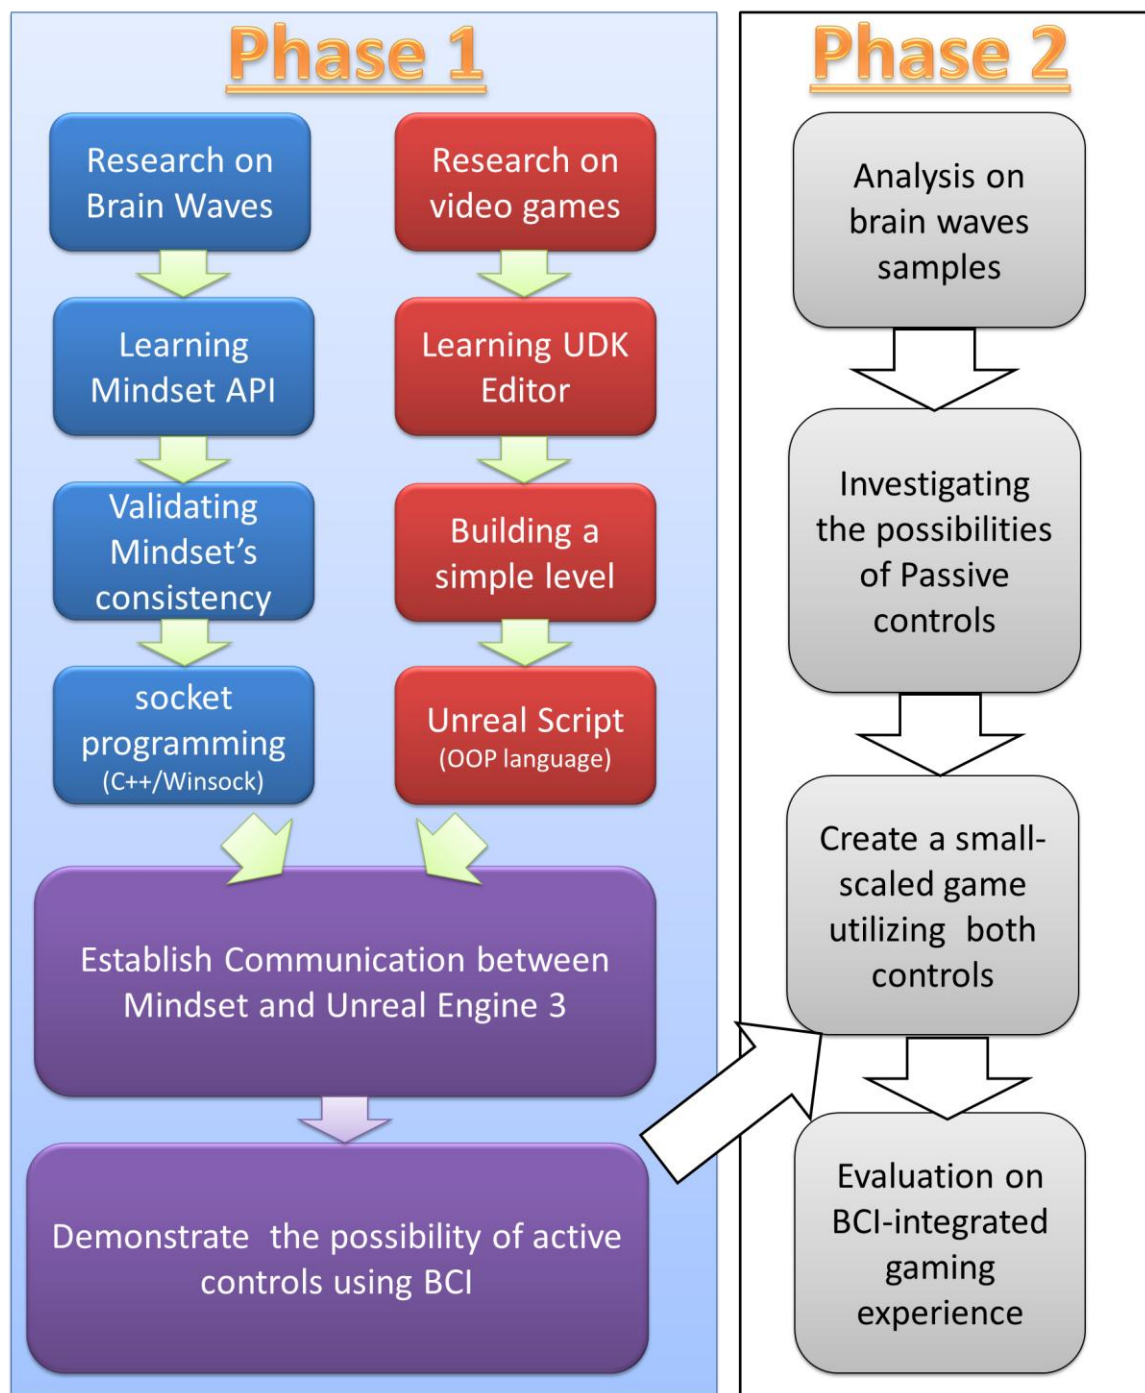 Phase 1
Research on
Brain Waves
Learning
Mindset API
Validating
Mindset’s
consistency
socket
programming
(C++/Winsock)
Research on
video games
Learning UDK
Editor
Building a
simple level
Unreal Script
(OOP language)
Establish Communication between
Mindset and Unreal Engine 3
Demonstrate the possibility of active
controls using BCI
Phase 2
Analysis on
brain waves
samples
Investigating
the possibilities
of Passive
controls
Create a small-
scaled game
utilizing both
controls
Evaluation on
BCI-integrated
gaming
experience